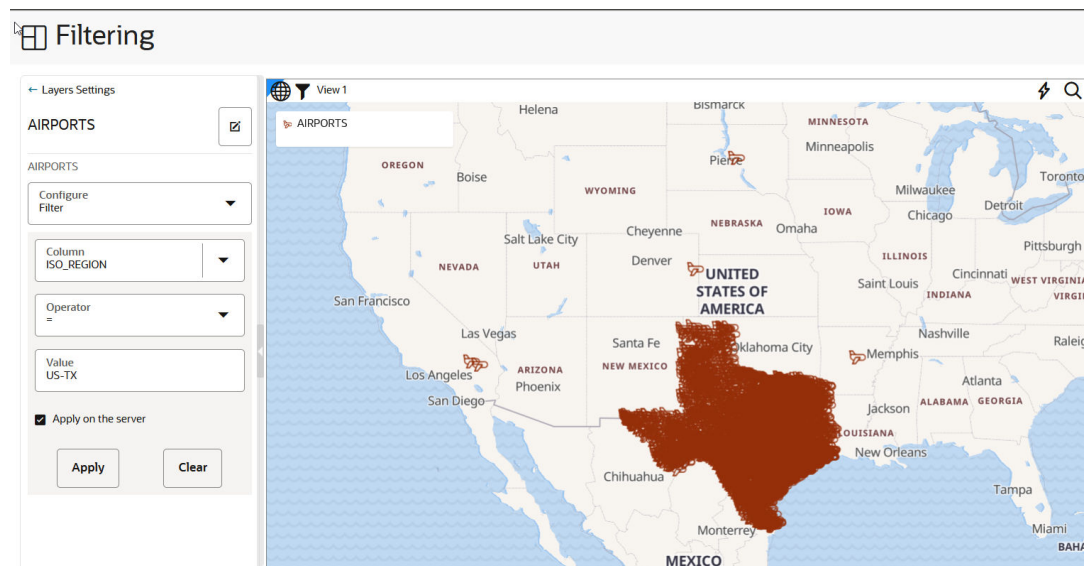 Filtering
← Layers Settings
AIRPORTS
AIRPORTS
Configure
Filter
Column
ISO_REGION
Operator
=
Value
US-TX
Apply on the server
Apply
Clear
View 1
AIRPORTS
Helena
Bismarck
MINNESOTA
Minneapolis
OREGON
Boise
Pierre
WYOMING
Milwaukee
Toronto
Detroit
Chicago
IOWA
NEBRASKA
Omaha
Cheyenne
Salt Lake City
Pittsburgh
Denver
ILLINOIS
NEVADA
UTAH
UNITED
STATES OF
AMERICA
Cincinnati
WEST VIRGINIA
Saint Louis
INDIANA
VIRGI
San Francisco
Las Vegas
Santa Fe
Oklahoma City
Nashville
Raleig
Memphis
Los Angeles
ARIZONA
NEW MEXICO
Phoenix
Atlanta
San Diego
ALABAMA
GEORGIA
Jackson
LOUISIANA
New Orleans
Chihuahua
Tampa
Monterrey
Miami
BAHA
MEXICO